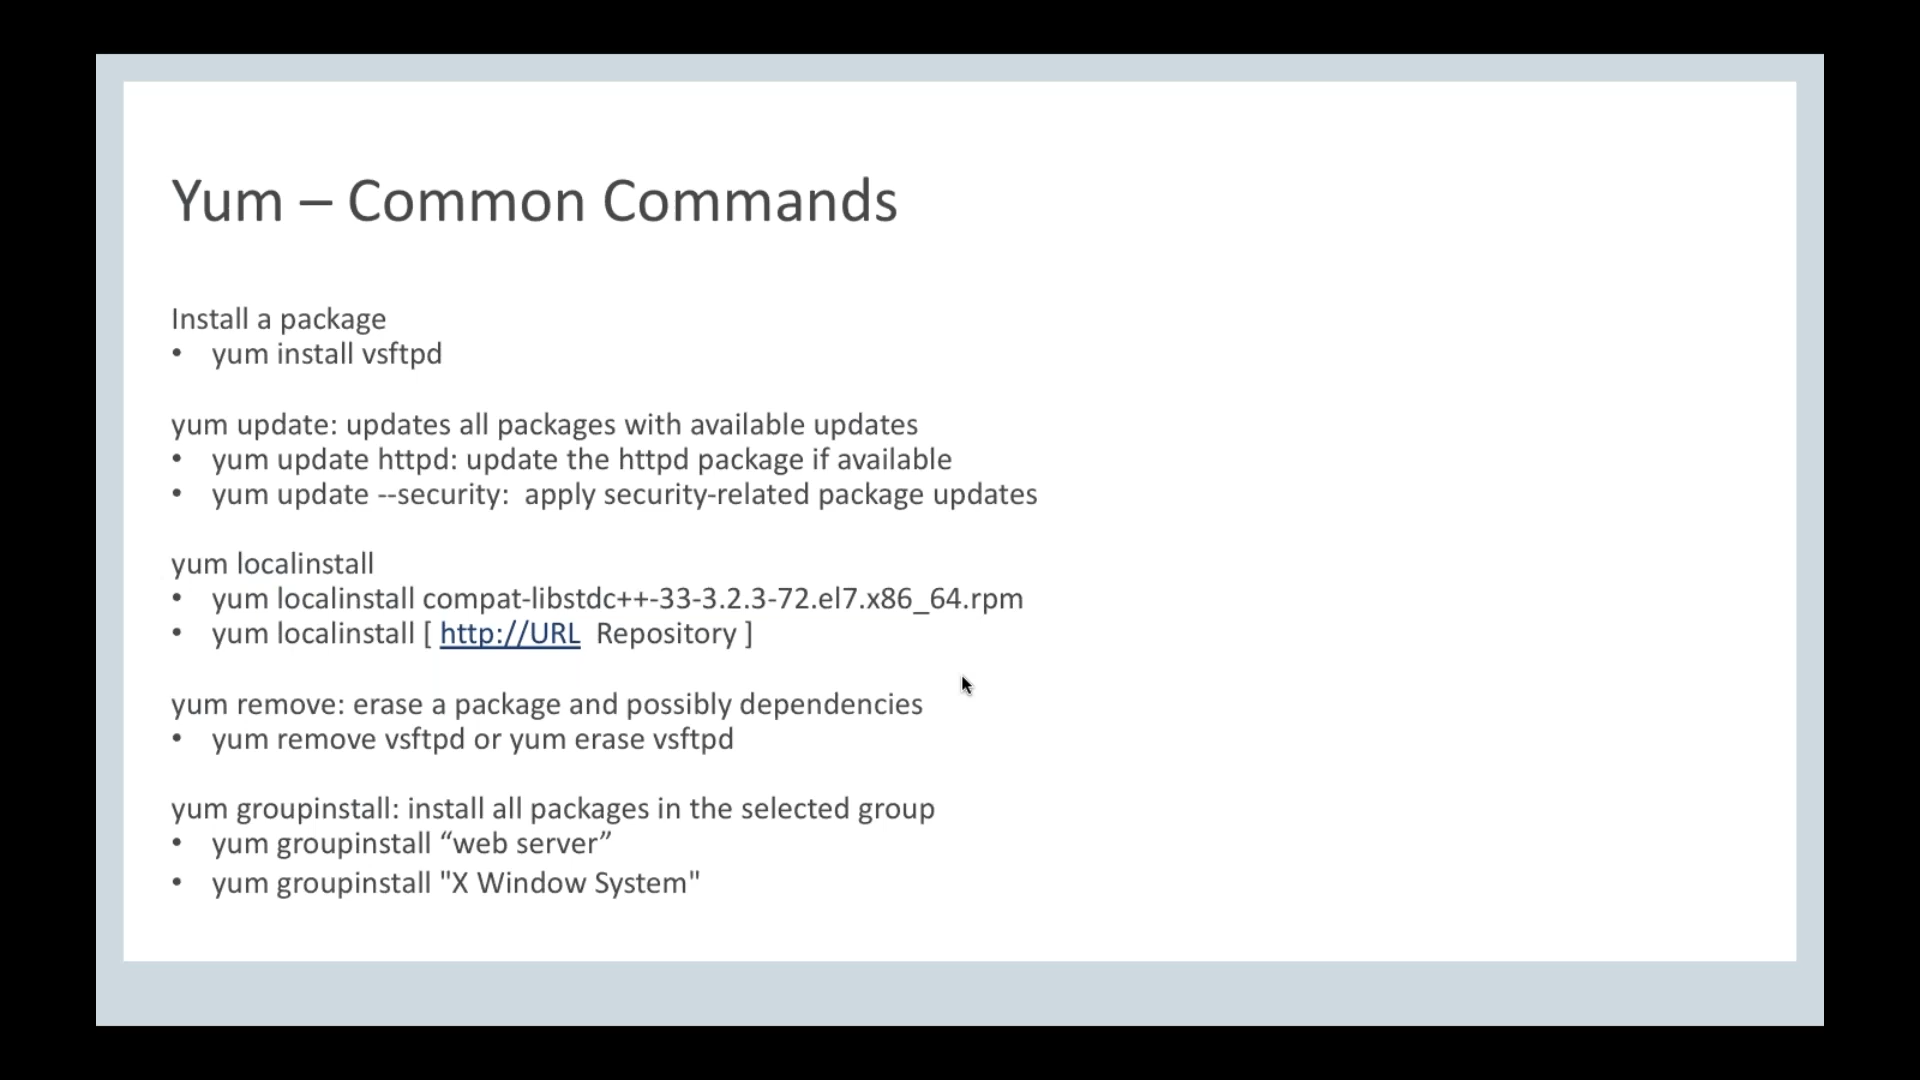 Yum – Common Commands
Install a package
• yum install vsftpd
yum update: updates all packages with available updates
• yum update httpd: update the httpd package if available
• yum update --security:  apply security-related package updates
yum localinstall
• yum localinstall compat-libstdc++-33-3.2.3-72.el7.x86_64.rpm
• yum localinstall [ http://URL  Repository ]
yum remove: erase a package and possibly dependencies
• yum remove vsftpd or yum erase vsftpd
yum groupinstall: install all packages in the selected group
• yum groupinstall “web server”
• yum groupinstall "X Window System"